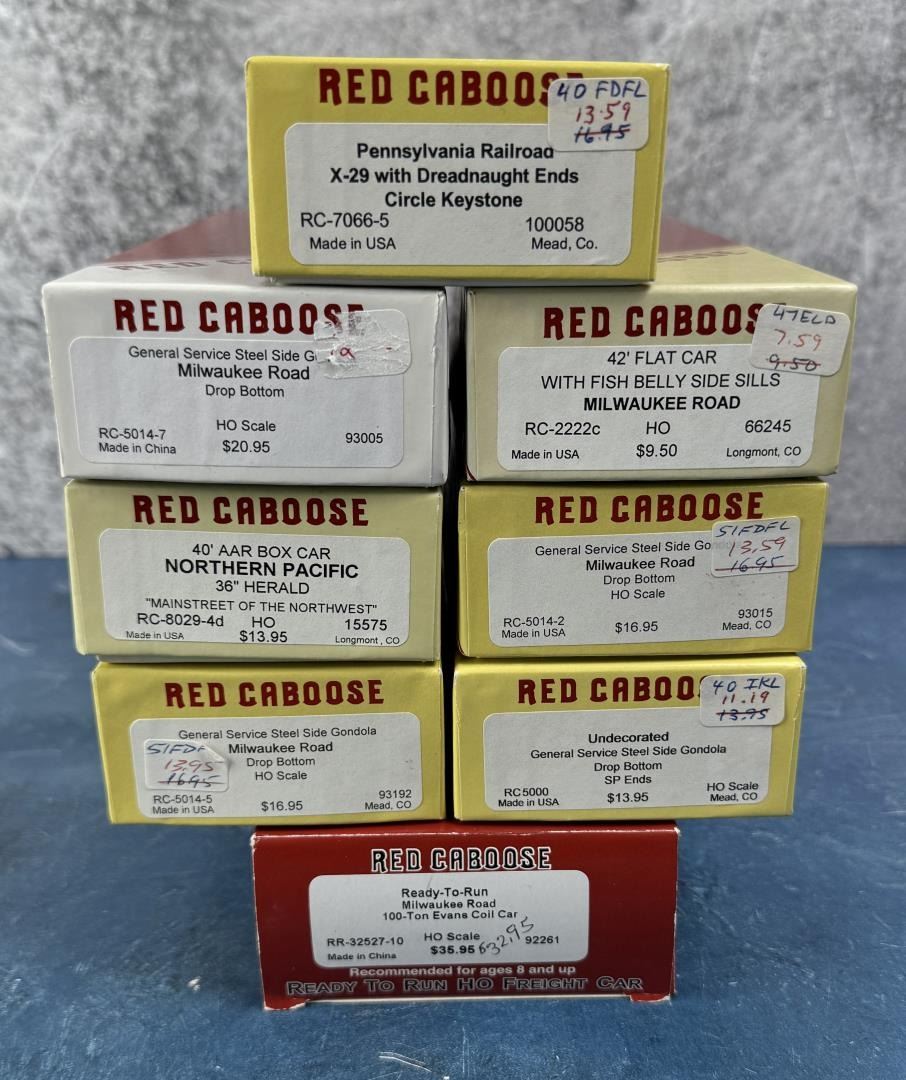 RED CABOOS
40 FDFL
13.59
16.95
Pennsylvania Railroad
X-29 with Dreadnaught Ends
Circle Keystone
RC-7066-5 100058
Made in USA Mead, Co.
RED CABOOSE
General Service Steel Side G
Milwaukee Road
Drop Bottom
HO Scale
RC-5014-7 93005
Made in China $20.95
RED CABOOS
47ELD
7.59
9.50
42' FLAT CAR
WITH FISH BELLY SIDE SILLS
MILWAUKEE ROAD
RC-2222c HO 66245
Made in USA $9.50 Longmont, CO
RED CABOOSE
40' AAR BOX CAR
NORTHERN PACIFIC
36" HERALD
"MAINSTREET OF THE NORTHWEST"
RC-8029-4d HO 15575
Made in USA $13.95 Longmont, CO
RED CABOOSE
51FDFL
13.59
16.95
General Service Steel Side Gond
Milwaukee Road
Drop Bottom
HO Scale
RC-5014-2 93015
Made in USA $16.95 Mead, CO
RED CABOOSE
General Service Steel Side Gondola
Milwaukee Road
51FDF
13.95
16.95
Drop Bottom
HO Scale
RC-5014-5 93192
Made in USA $16.95 Mead, CO
RED CABOO
40 IKL
11.19
13.95
Undecorated
General Service Steel Side Gondola
Drop Bottom
SP Ends
RC5000 HO Scale
Made in USA $13.95 Mead, CO
RED CABOOSE
Ready-To-Run
Milwaukee Road
100-Ton Evans Coil Car
RR-32527-10 HO Scale 92261
Made in China $35.95 32.95
Recommended for ages 8 and up
READY TO RUN HO FREIGHT CAR